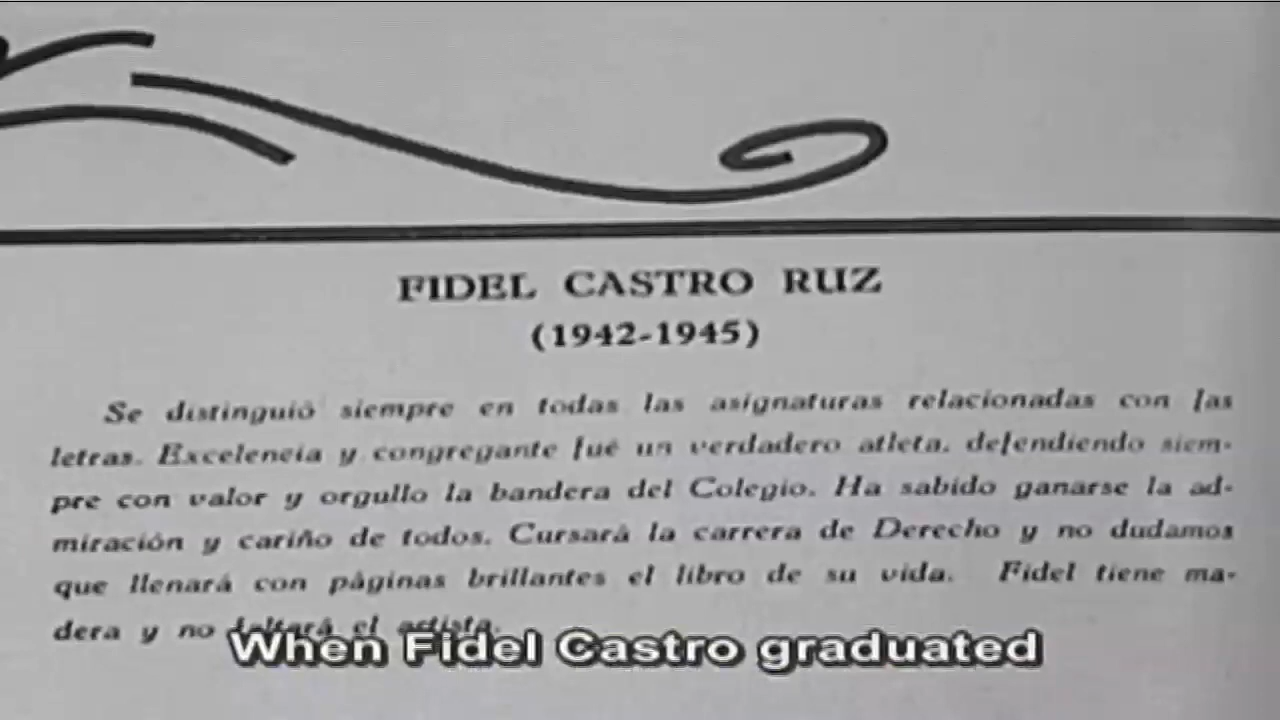 FIDEL CASTRO RUZ
(1942-1945)
Se distinguió siempre en todas las asignaturas relacionadas con las
letras. Excelencia y congregante fué un verdadero atleta, defendiendo siem-
pre con valor y orgullo la bandera del Colegio. Ha sabido ganarse la ad-
miración y cariño de todos. Cursará la carrera de Derecho y no dudamos
que llenará con páginas brillantes el libro de su vida. Fidel tiene ma-
dera y no faltará el artista.
When Fidel Castro graduated